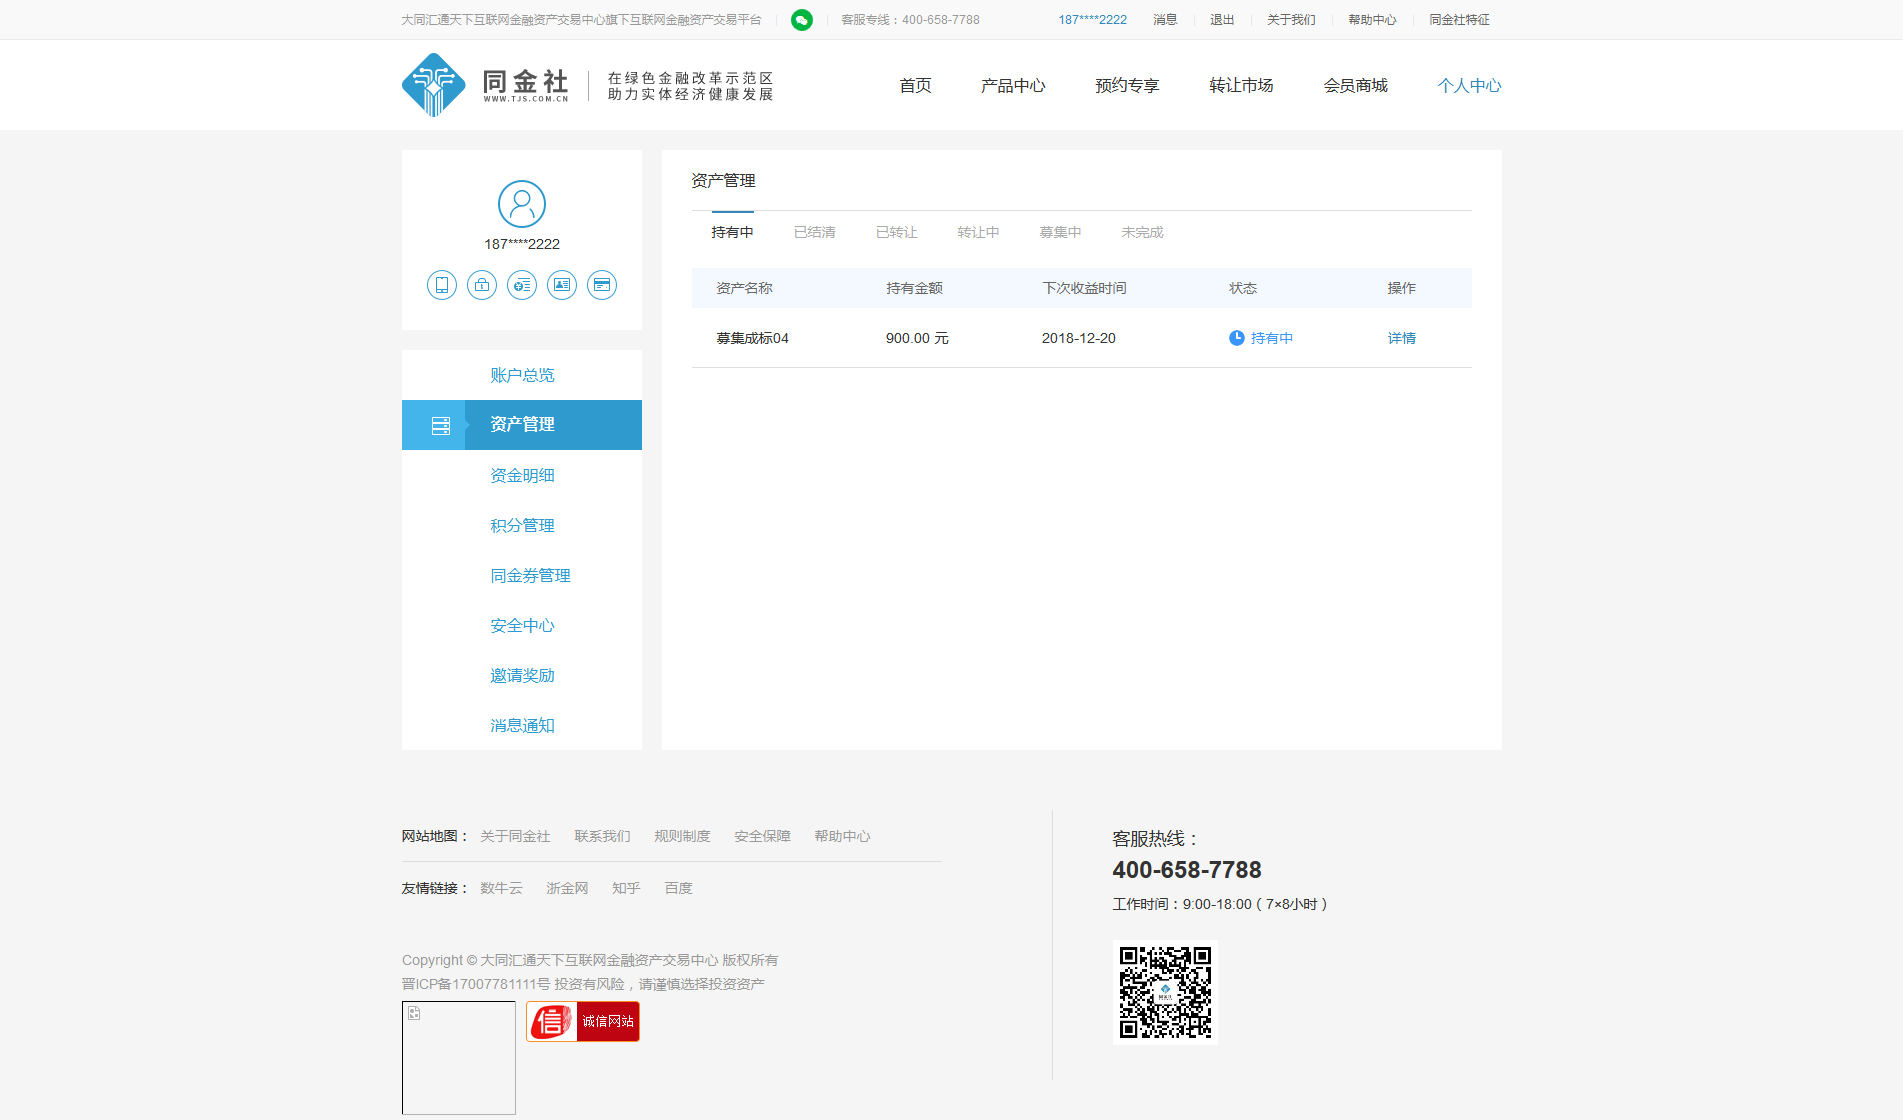 大同汇通天下互联网金融资产交易中心旗下互联网金融资产交易平台 客服专线：400-658-7788 187****2222 消息 退出 关于我们 帮助中心 同金社特征
同金社
WWW.TJS.COM.CN
在绿色金融改革示范区
助力实体经济健康发展
首页 产品中心 预约专享 转让市场 会员商城 个人中心
187****2222
账户总览
资产管理
资金明细
积分管理
同金券管理
安全中心
邀请奖励
消息通知
资产管理
持有中 已结清 已转让 转让中 募集中 未完成
资产名称 持有金额 下次收益时间 状态 操作
募集成标04 900.00 元 2018-12-20 持有中 详情
网站地图： 关于同金社 联系我们 规则制度 安全保障 帮助中心
友情链接： 数牛云 浙金网 知乎 百度
Copyright © 大同汇通天下互联网金融资产交易中心 版权所有
晋ICP备17007781111号 投资有风险，请谨慎选择投资资产
信 诚信网站
客服热线：
400-658-7788
工作时间：9:00-18:00 ( 7×8小时 )